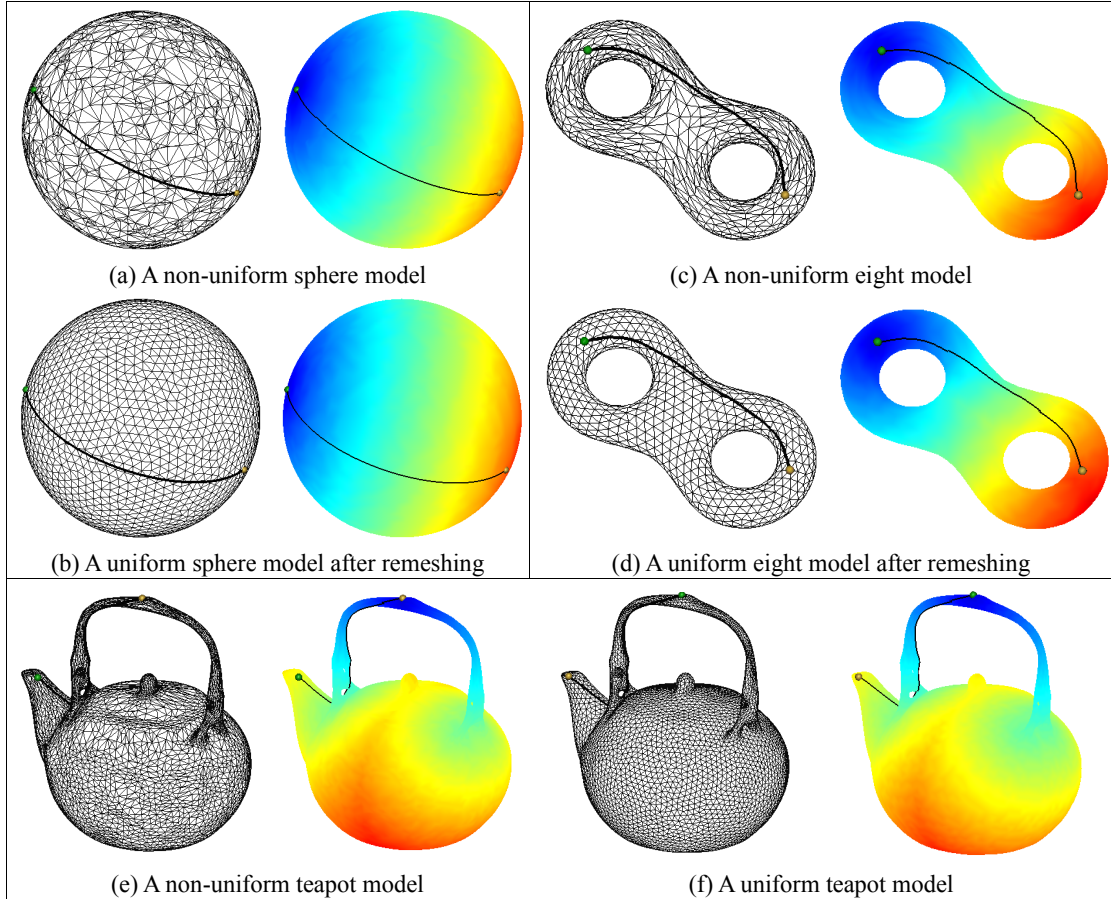 (a) A non-uniform sphere model
(c) A non-uniform eight model
(b) A uniform sphere model after remeshing
(d) A uniform eight model after remeshing
(e) A non-uniform teapot model
(f) A uniform teapot model